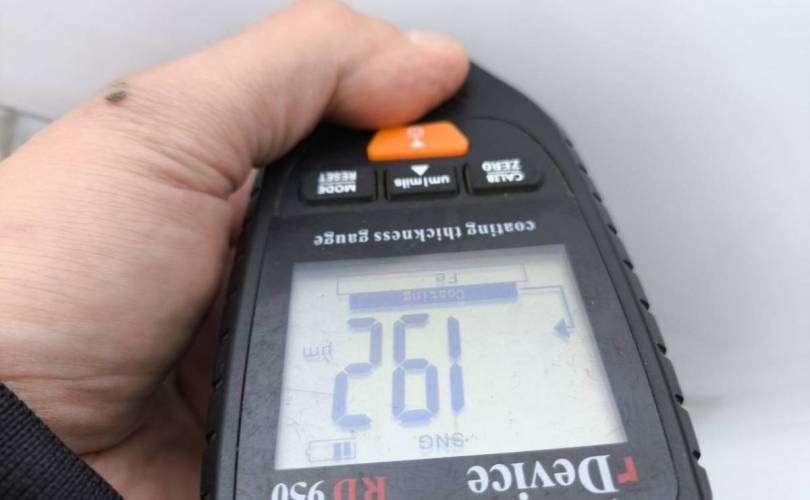 rDevice
RD 950
SNG
192 µm
Coating
Fe
coating thickness gauge
CALIB um|mils MODE
ZERO RESET